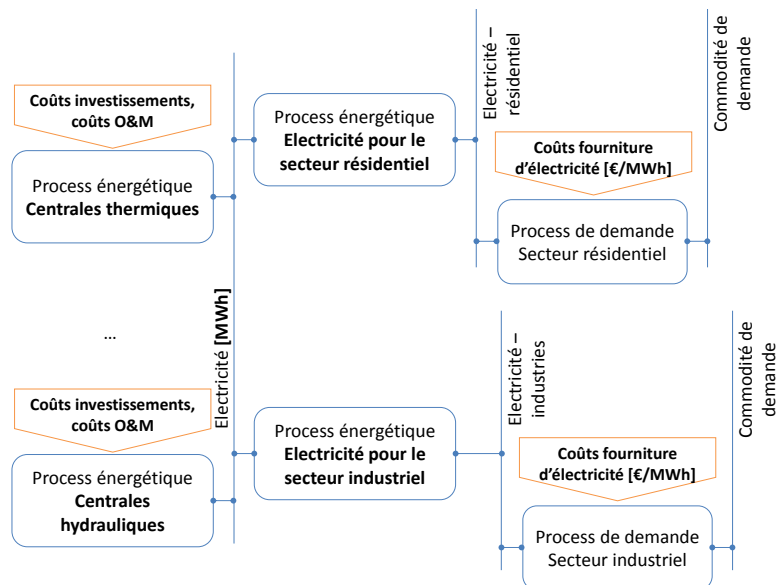 Coûts investissements,
coûts O&M
Process énergétique
Centrales thermiques
...
Coûts investissements,
coûts O&M
Process énergétique
Centrales
hydrauliques
Electricité [MWh]
Process énergétique
Electricité pour le
secteur résidentiel
Process énergétique
Electricité pour le
secteur industriel
Electricité –
résidentiel
Coûts fourniture
d’électricité [€/MWh]
Process de demande
Secteur résidentiel
Commodité de
demande
Electricité –
industries
Coûts fourniture
d’électricité [€/MWh]
Process de demande
Secteur industriel
Commodité de
demande